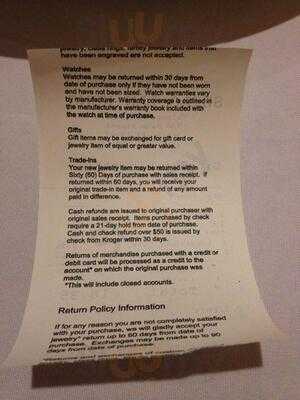 jewelry, class rings, turkey jewelry and items that
have been engraved are not accepted.
Watches
Watches may be returned within 30 days from
date of purchase only if they have not been worn
and have not been sized. Watch warranties vary
by manufacturer. Warranty coverage is outlined in
the manufacturer's warranty book included with
the watch at time of purchase.
Gifts
Gift items may be exchanged for gift card or
jewelry item of equal or greater value.
Trade-Ins
Your new jewelry item may be returned within
Sixty (60) Days of purchase with sales receipt. If
returned within 60 days, you will receive your
original trade-in item and a refund of any amount
paid in difference.
Cash refunds are issued to original purchaser with
original sales receipt. Items purchased by check
require a 21-day hold from date of purchase.
Cash and check refund over $50 is issued by
check from Kroger within 30 days.
Returns of merchandise purchased with a credit or
debit card will be processed as a credit to the
account* on which the original purchase was
made.
*This will include closed accounts.
Return Policy Information
If for any reason you are not completely satisfied
with your purchase, we will gladly accept your
jewelry* return up to 60 days from date of
purchase. Exchanges may be made up to 90
days from date of purchase.